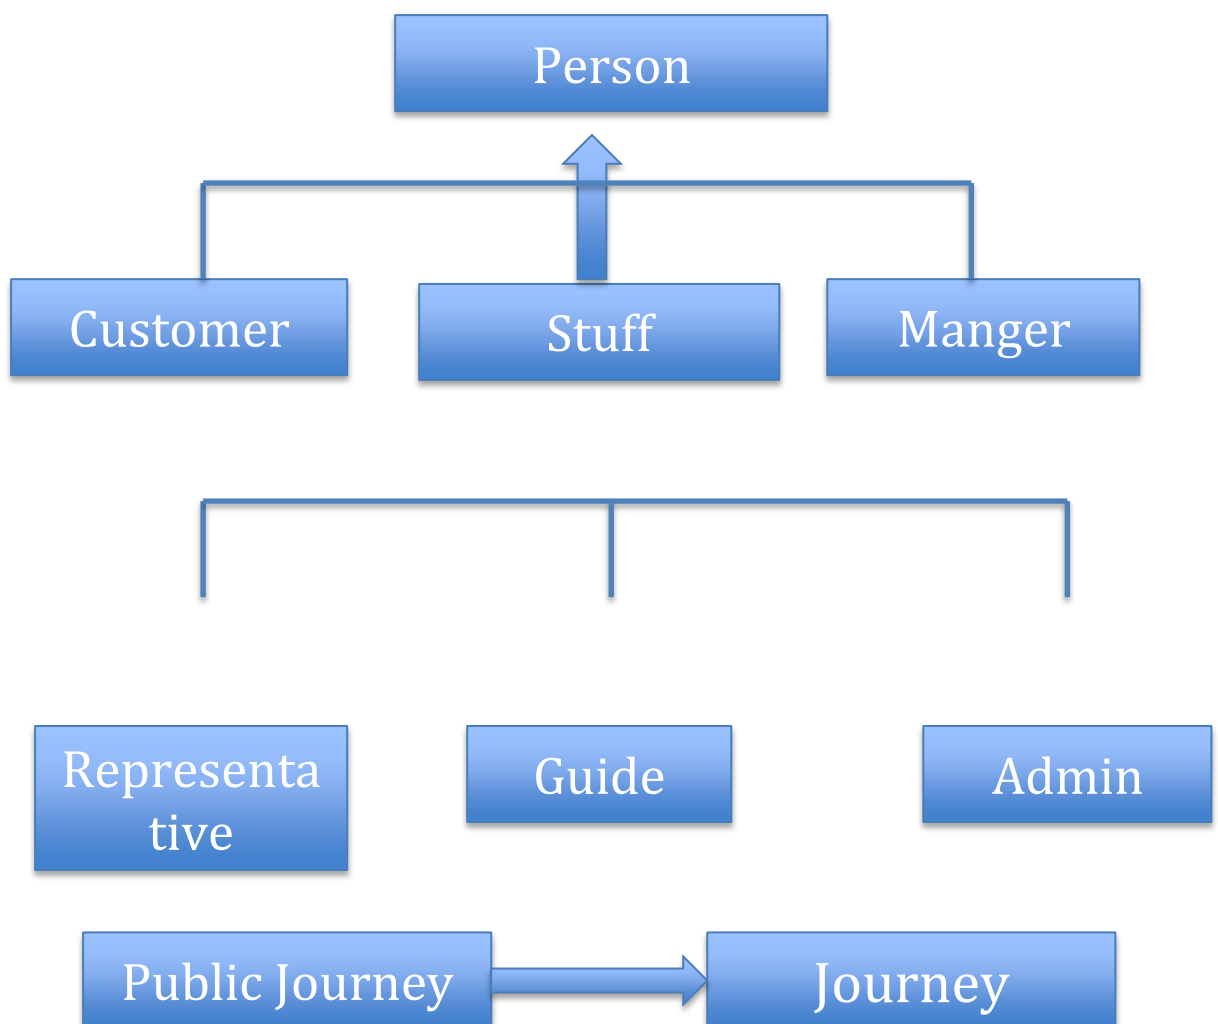 Person
Customer
Stuff
Manger
Representa
tive
Guide
Admin
Public Journey
Journey